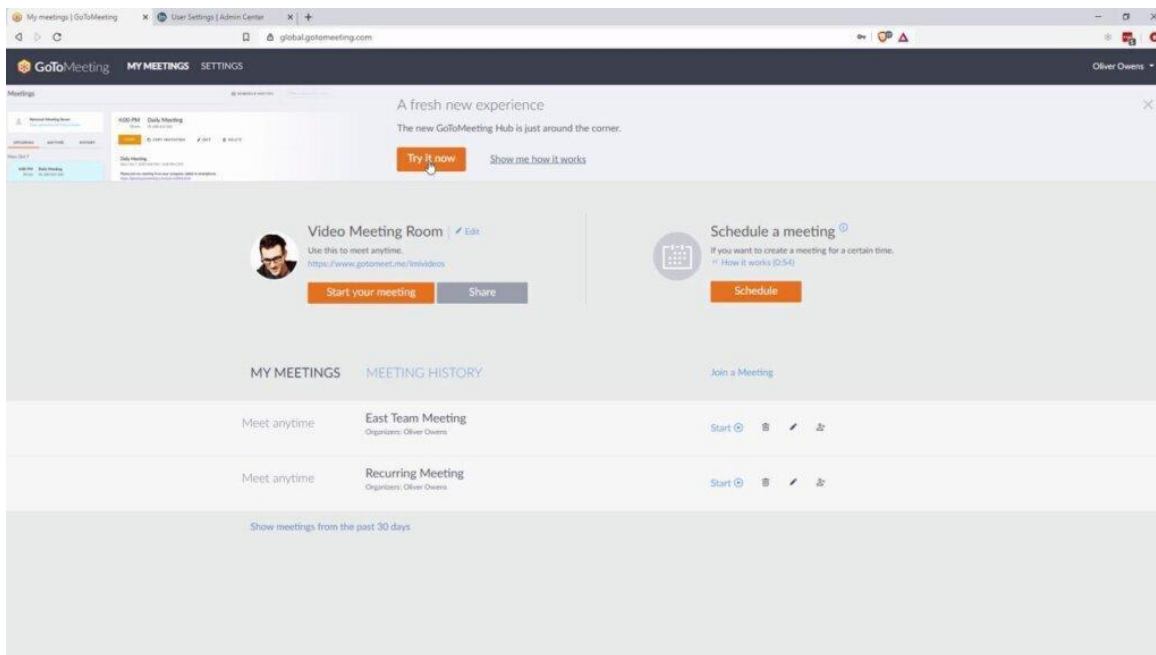 My meetings | GoToMeeting
User Settings | Admin Center
global.gotomeeting.com
GoToMeeting MY MEETINGS SETTINGS
Oliver Owens
Meetings
A fresh new experience
The new GoToMeeting Hub is just around the corner.
Try it now
Show me how it works
4:00 PM Daily Meeting
Daily Meeting
Video Meeting Room | Edit
Use this to meet anytime.
https://www.gotomeet.me/lmivideos
Start your meeting
Share
Schedule a meeting
If you want to create a meeting for a certain time.
How it works (0:54)
Schedule
MY MEETINGS
MEETING HISTORY
Join a Meeting
Meet anytime
East Team Meeting
Organizers: Oliver Owens
Start
Meet anytime
Recurring Meeting
Organizers: Oliver Owens
Start
Show meetings from the past 30 days